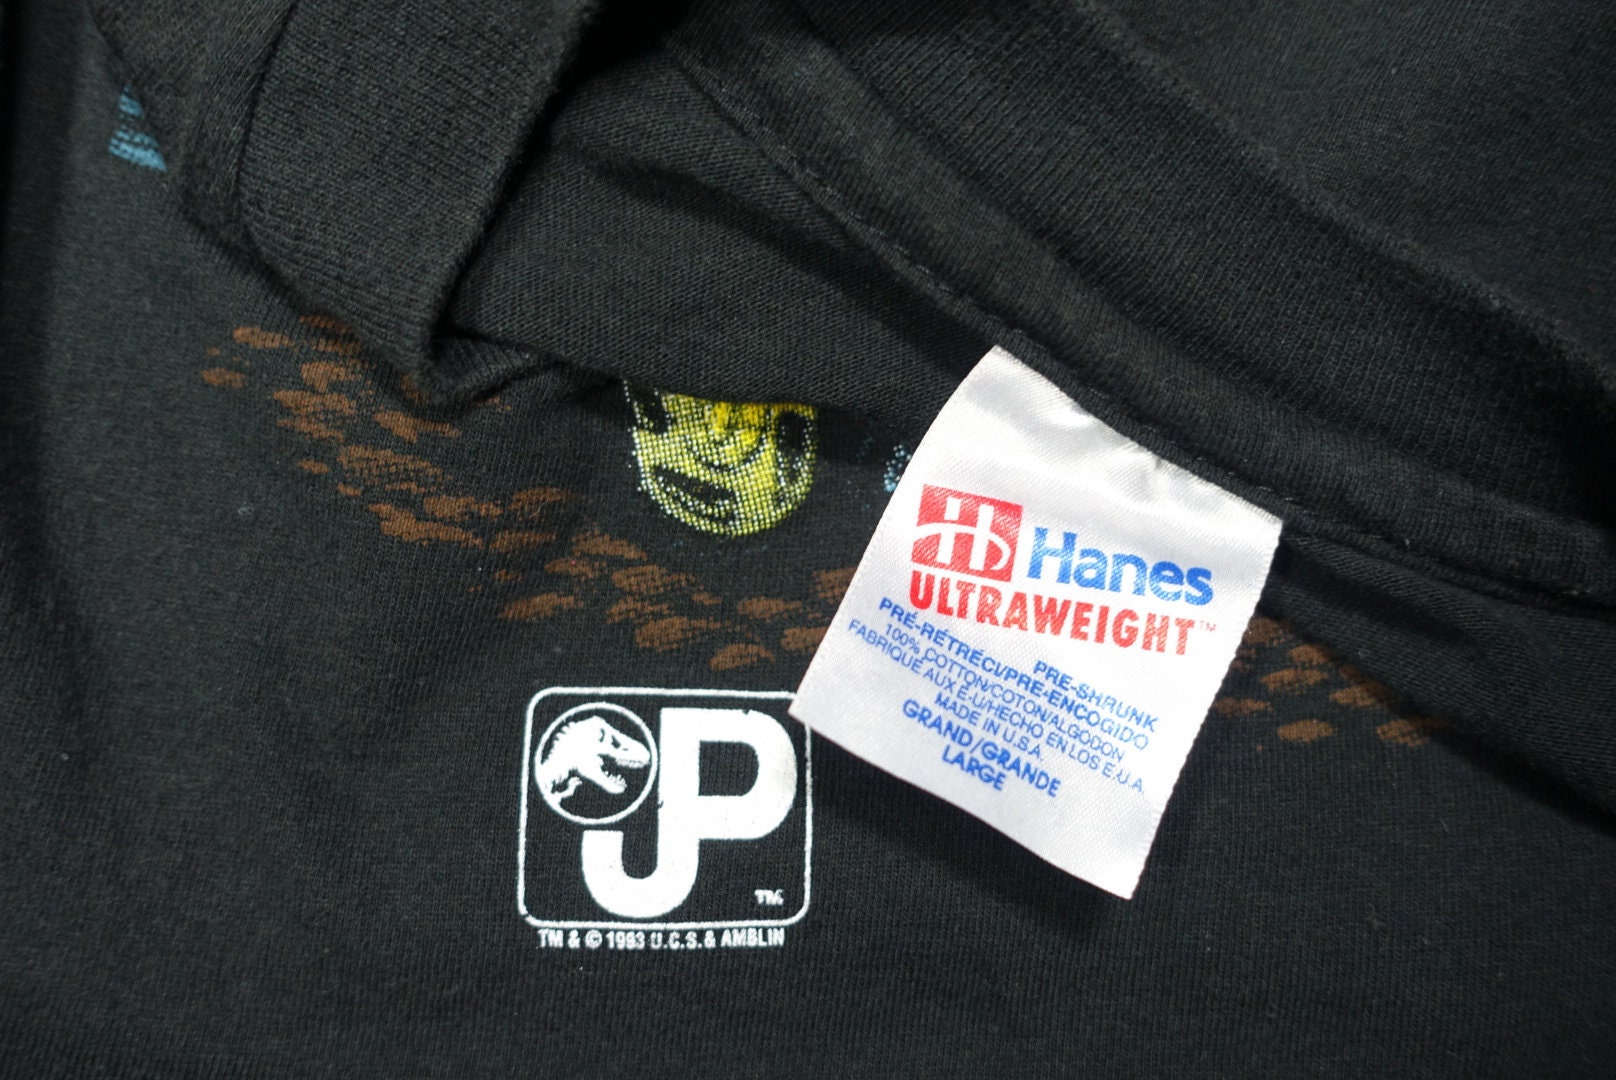 Hanes
ULTRAWEIGHT™
PRÉ-RÉTRÉCI/PRE-ENCOGIDO PRE-SHRUNK
100% COTTON/COTON/ALGODON
FABRIQUÉ AUX É-U/HECHO EN LOS E.U.A.
MADE IN U.S.A.
GRAND/GRANDE
LARGE
JP
™
TM & © 1993 U.C.S. & AMBLIN